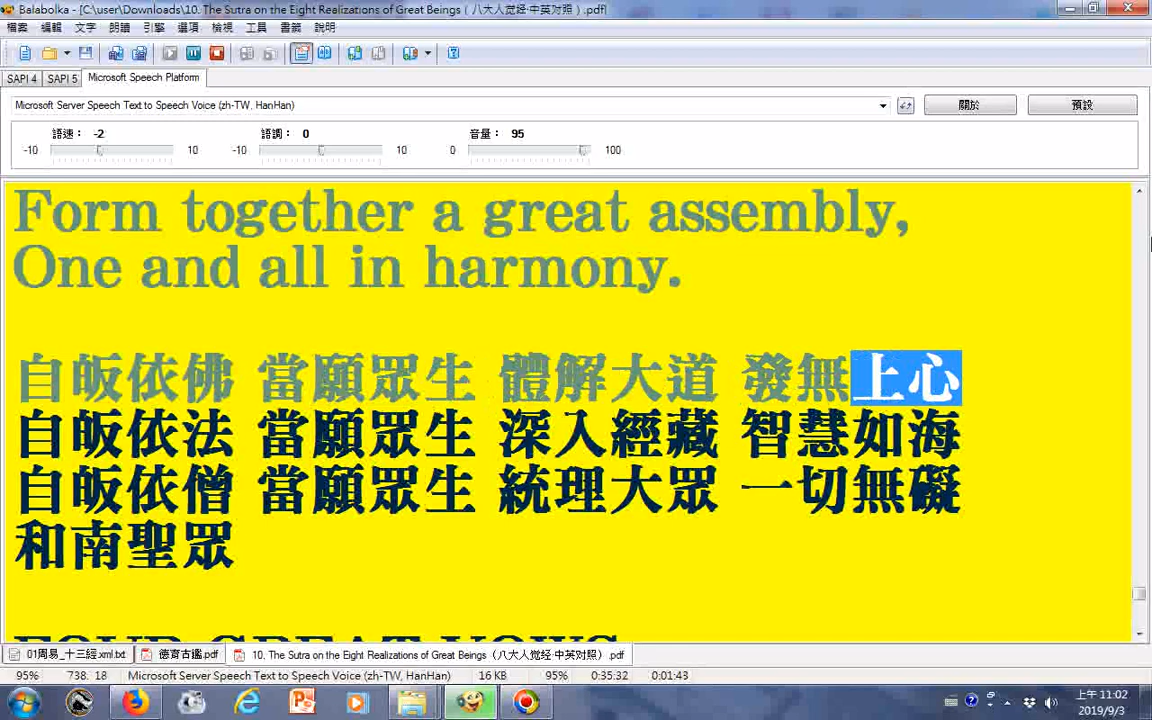 Balabolka - [C:\user\Downloads\10. The Sutra on the Eight Realizations of Great Beings（八大人觉经·中英对照）.pdf]
檔案 編輯 文字 朗讀 引擎 選項 檢視 工具 書籤 說明
SAPI 4 SAPI 5 Microsoft Speech Platform
Microsoft Server Speech Text to Speech Voice (zh-TW, HanHan) 關於 預設
語速： -2 語調： 0 音量： 95
-10 10 -10 10 0 100
Form together a great assembly,
One and all in harmony.
自皈依佛 當願眾生 體解大道 發無上心
自皈依法 當願眾生 深入經藏 智慧如海
自皈依僧 當願眾生 統理大眾 一切無礙
和南聖眾
FOUR GREAT VOWS
01周易_十三經.xml.txt 德育古鑑.pdf 10. The Sutra on the Eight Realizations of Great Beings（八大人觉经·中英对照）.pdf
95% 738. 18 Microsoft Server Speech Text to Speech Voice (zh-TW, HanHan) 16 KB 95% 0:35:32 0:01:43
上午 11:02
2019/9/3